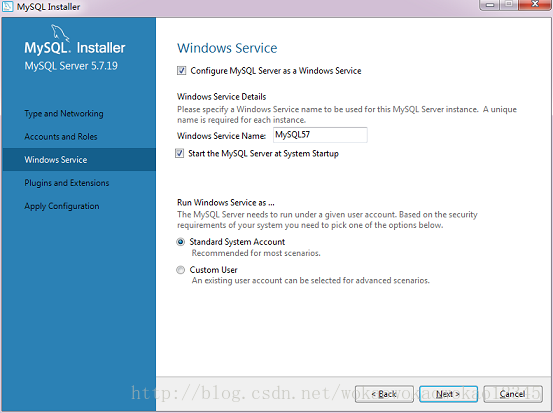 MySQL Installer
MySQL. Installer
MySQL Server 5.7.19
Type and Networking
Accounts and Roles
Windows Service
Plugins and Extensions
Apply Configuration
Windows Service
Configure MySQL Server as a Windows Service
Windows Service Details
Please specify a Windows Service name to be used for this MySQL Server instance. A unique
name is required for each instance.
Windows Service Name: MySQL57
Start the MySQL Server at System Startup
Run Windows Service as ...
The MySQL Server needs to run under a given user account. Based on the security
requirements of your system you need to pick one of the options below.
Standard System Account
Recommended for most scenarios.
Custom User
An existing user account can be selected for advanced scenarios.
< Back
Next >
Cancel